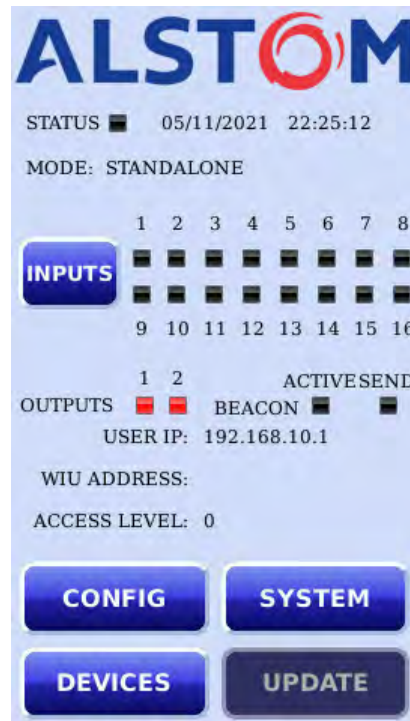 ALSTOM
STATUS 05/11/2021 22:25:12
MODE: STANDALONE
1 2 3 4 5 6 7 8
INPUTS
9 10 11 12 13 14 15 16
1 2 ACTIVE SEND
OUTPUTS BEACON
USER IP: 192.168.10.1
WIU ADDRESS:
ACCESS LEVEL: 0
CONFIG SYSTEM
DEVICES UPDATE